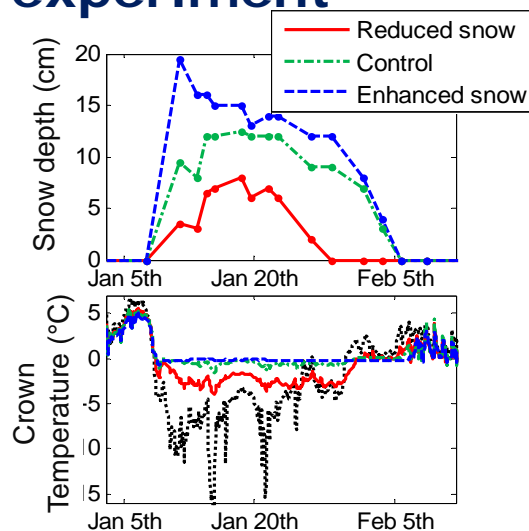 experiment
Reduced snow
Control
Enhanced snow
Snow depth (cm)
20
15
10
5
0
Jan 5th Jan 20th Feb 5th
Crown
Temperature (°C)
5
0
-5
Jan 5th Jan 20th Feb 5th